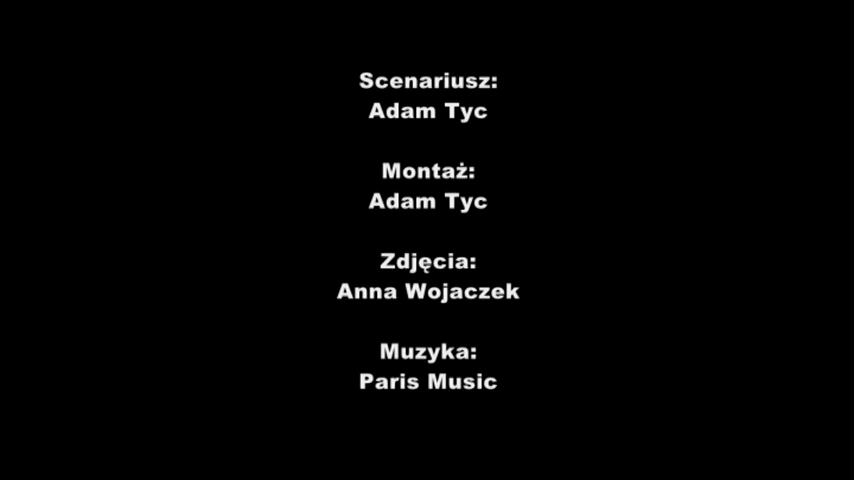 Scenariusz:
Adam Tyc
Montaż:
Adam Tyc
Zdjęcia:
Anna Wojaczek
Muzyka:
Paris Music